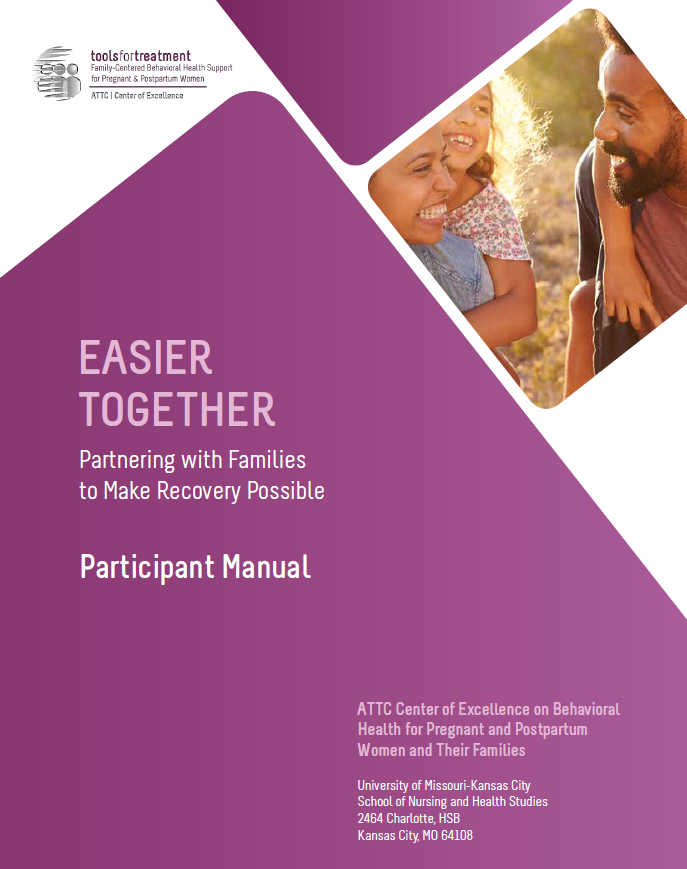 toolsfortreatment
Family-Centered Behavioral Health Support
for Pregnant & Postpartum Women
ATTC | Center of Excellence
EASIER
TOGETHER
Partnering with Families
to Make Recovery Possible
Participant Manual
ATTC Center of Excellence on Behavioral
Health for Pregnant and Postpartum
Women and Their Families
University of Missouri-Kansas City
School of Nursing and Health Studies
2464 Charlotte, HSB
Kansas City, MO 64108